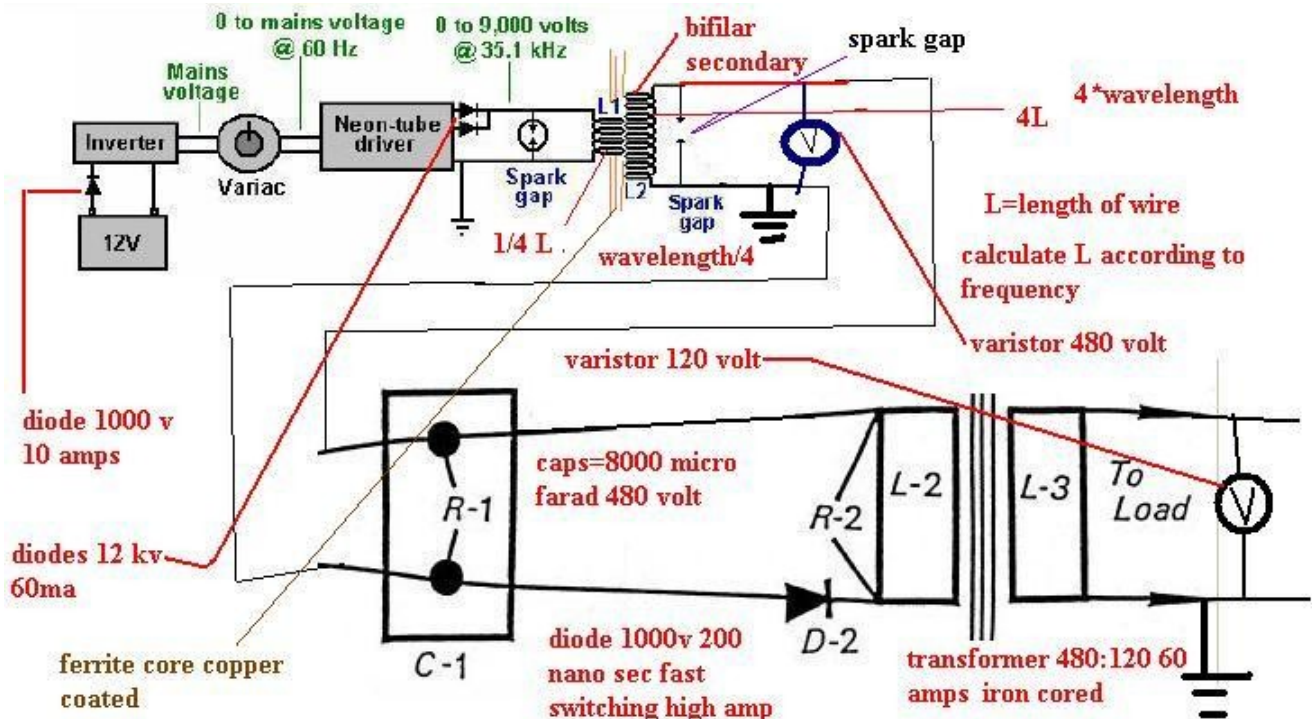 0 to mains voltage
@ 60 Hz
0 to 9,000 volts
@ 35.1 kHz
bifilar
secondary
spark gap
Mains
voltage
L1
4L
4*wavelength
Inverter
Variac
Neon-tube
driver
V
Spark
gap
L2
Spark
gap
12V
1/4 L
wavelength/4
L=length of wire
calculate L according to
frequency
varistor 480 volt
varistor 120 volt
diode 1000 v
10 amps
caps=8000 micro
farad 480 volt
R-1
R-2
L-2
L-3
To
Load
V
diodes 12 kv
60ma
D-2
C-1
ferrite core copper
coated
diode 1000v 200
nano sec fast
switching high amp
transformer 480:120 60
amps iron cored